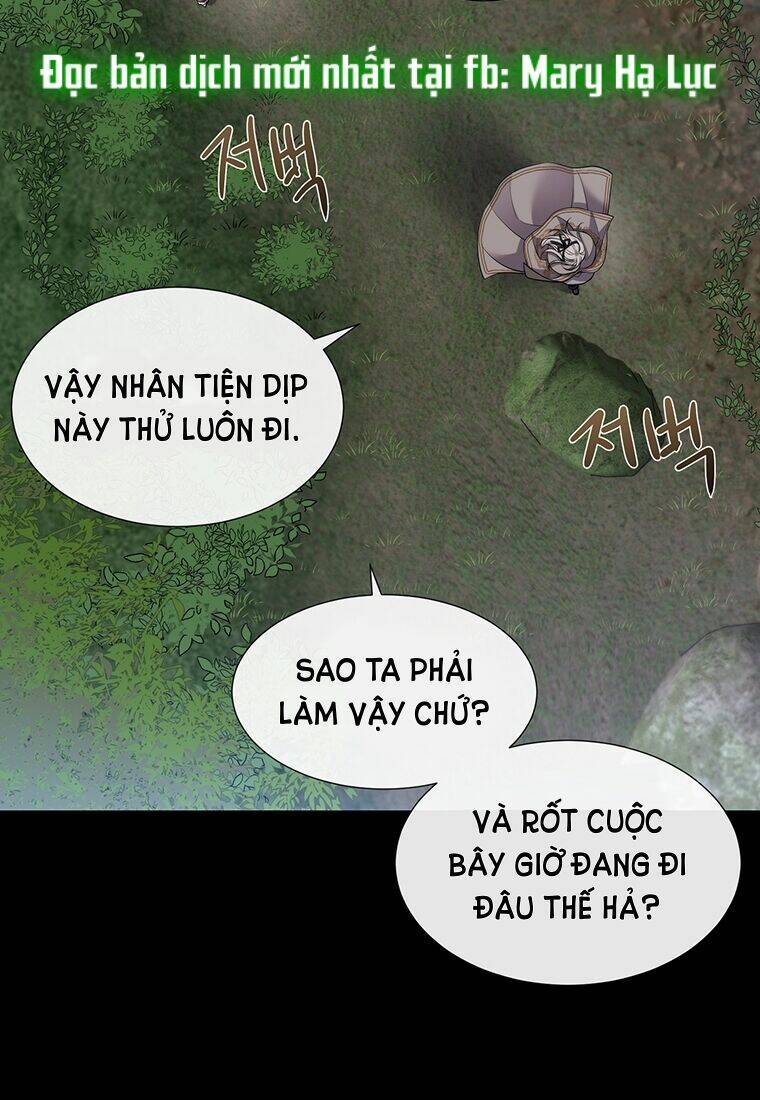 Đọc bản dịch mới nhất tại fb: Mary Hạ Lục
저벅
VẬY NHÂN TIỆN DỊP
NÀY THỬ LUÔN ĐI.
저벅
SAO TA PHẢI
LÀM VẬY CHỨ?
VÀ RỐT CUỘC
BÂY GIỜ ĐANG ĐI
ĐÂU THẾ HẢ?